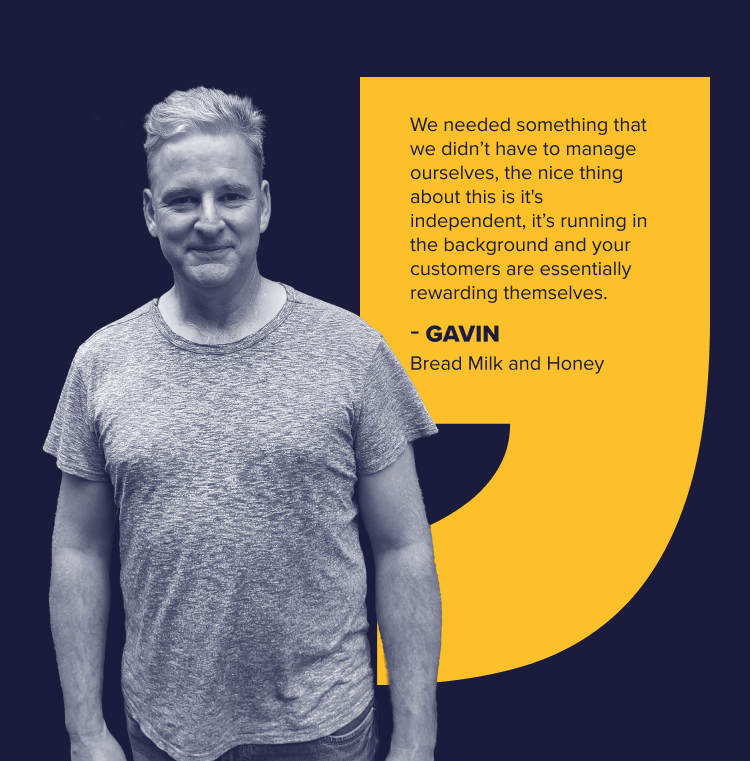 We needed something that
we didn’t have to manage
ourselves, the nice thing
about this is it's
independent, it’s running in
the background and your
customers are essentially
rewarding themselves.
- GAVIN
Bread Milk and Honey